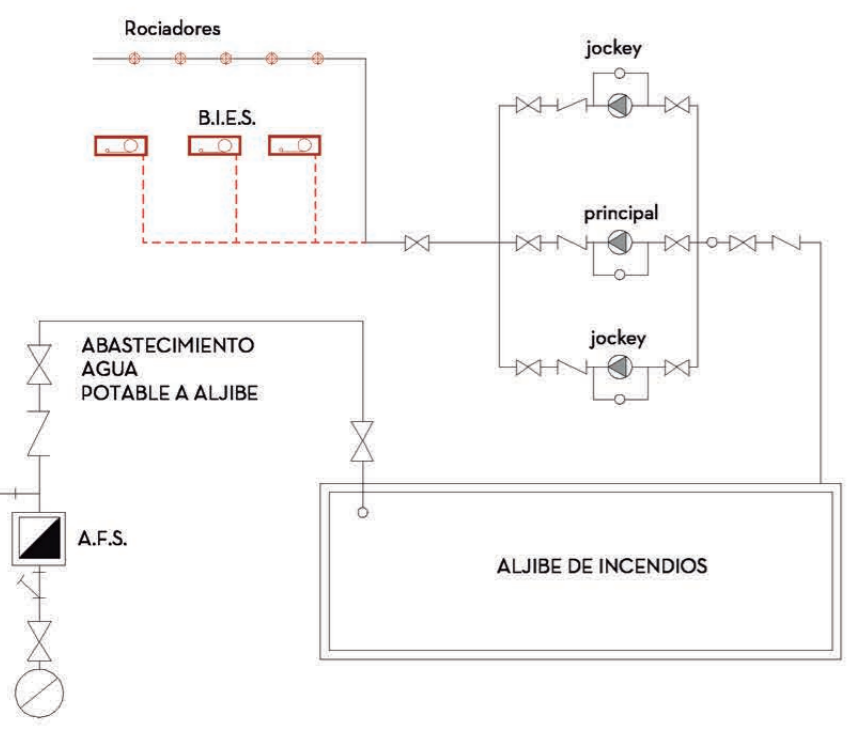 Rociadores
jockey
B.I.E.S.
principal
jockey
ABASTECIMIENTO
AGUA
POTABLE A ALJIBE
A.F.S.
ALJIBE DE INCENDIOS